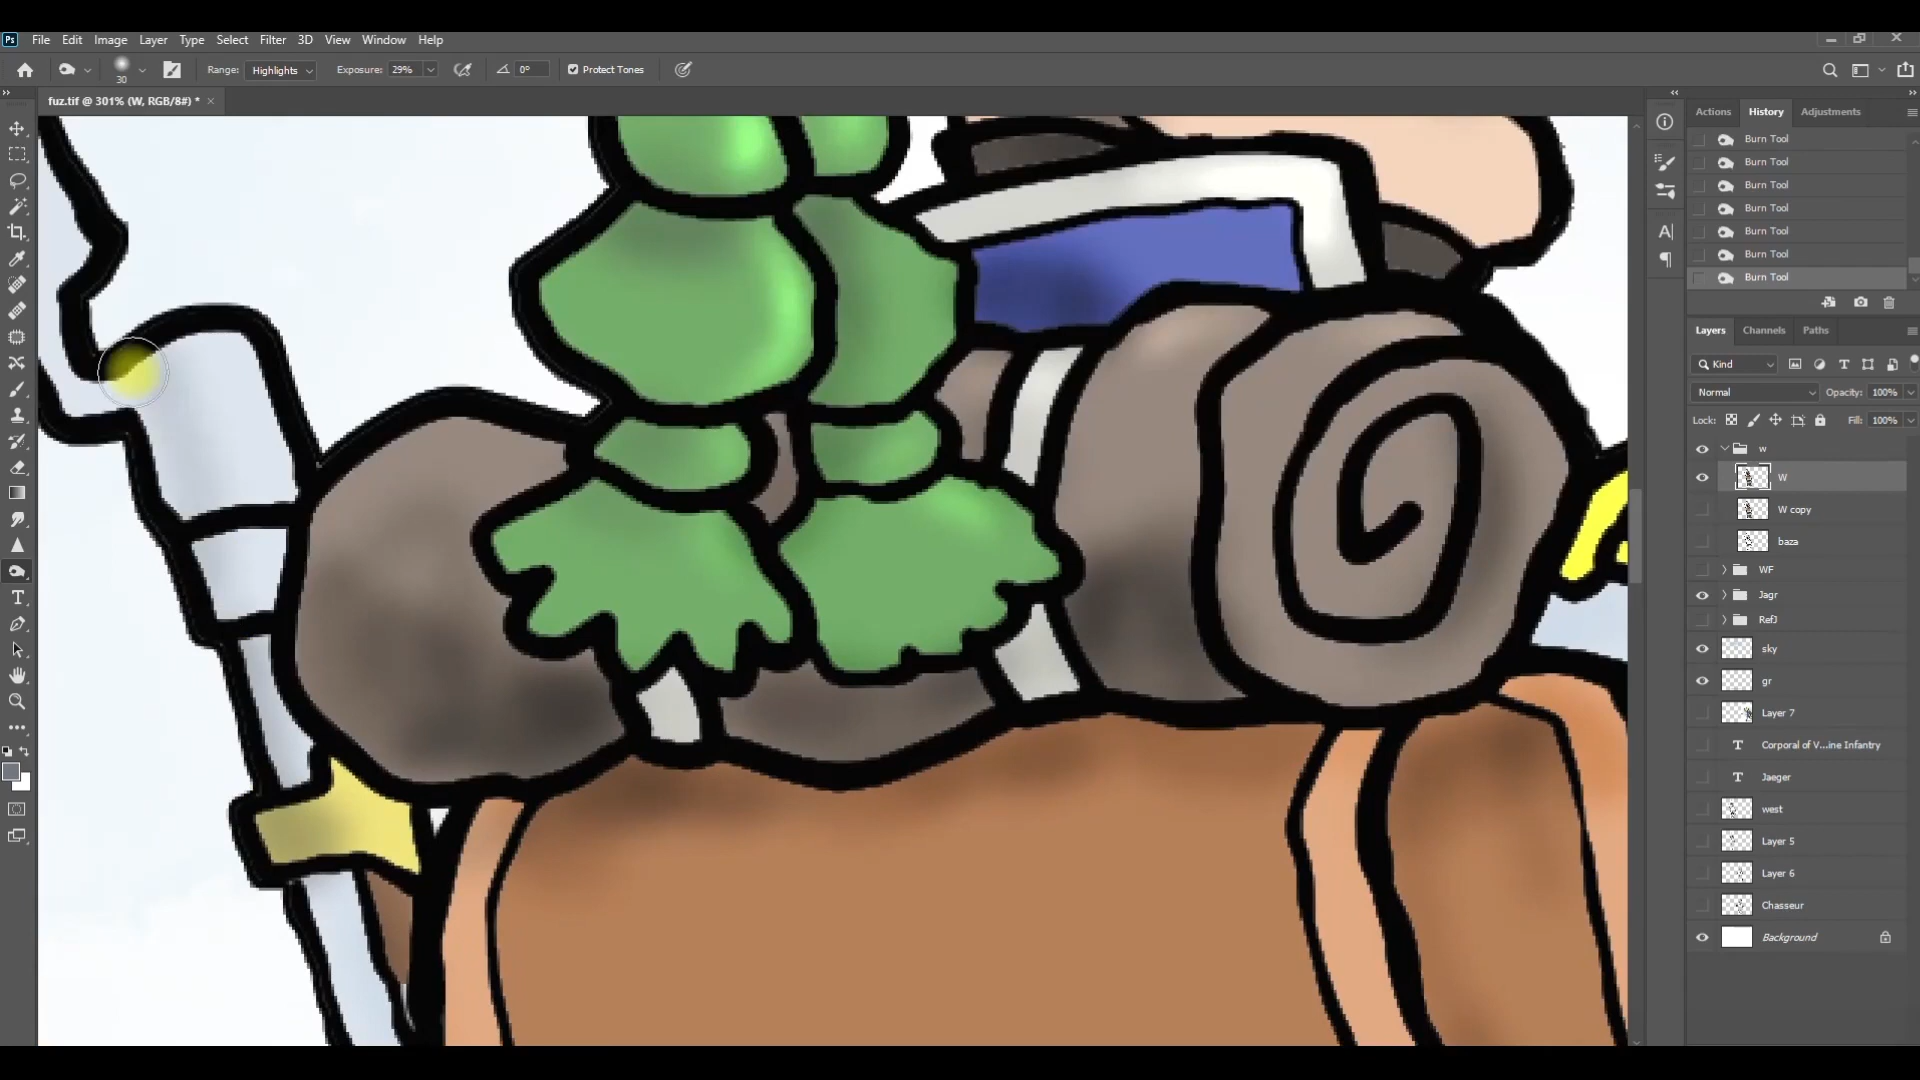 Ps File Edit Image Layer Type Select Filter 3D View Window Help
30 Range: Highlights Exposure: 29% 0° Protect Tones
fuz.tif @ 301% (W, RGB/8#) * ×
Actions History Adjustments
Burn Tool
Burn Tool
Burn Tool
Burn Tool
Burn Tool
Burn Tool
Burn Tool
Layers Channels Paths
Kind
Normal Opacity: 100%
Lock: Fill: 100%
w
W
W copy
baza
WF
Jagr
RefJ
sky
gr
Layer 7
Corporal of V...ine Infantry
Jaeger
west
Layer 5
Layer 6
Chasseur
Background